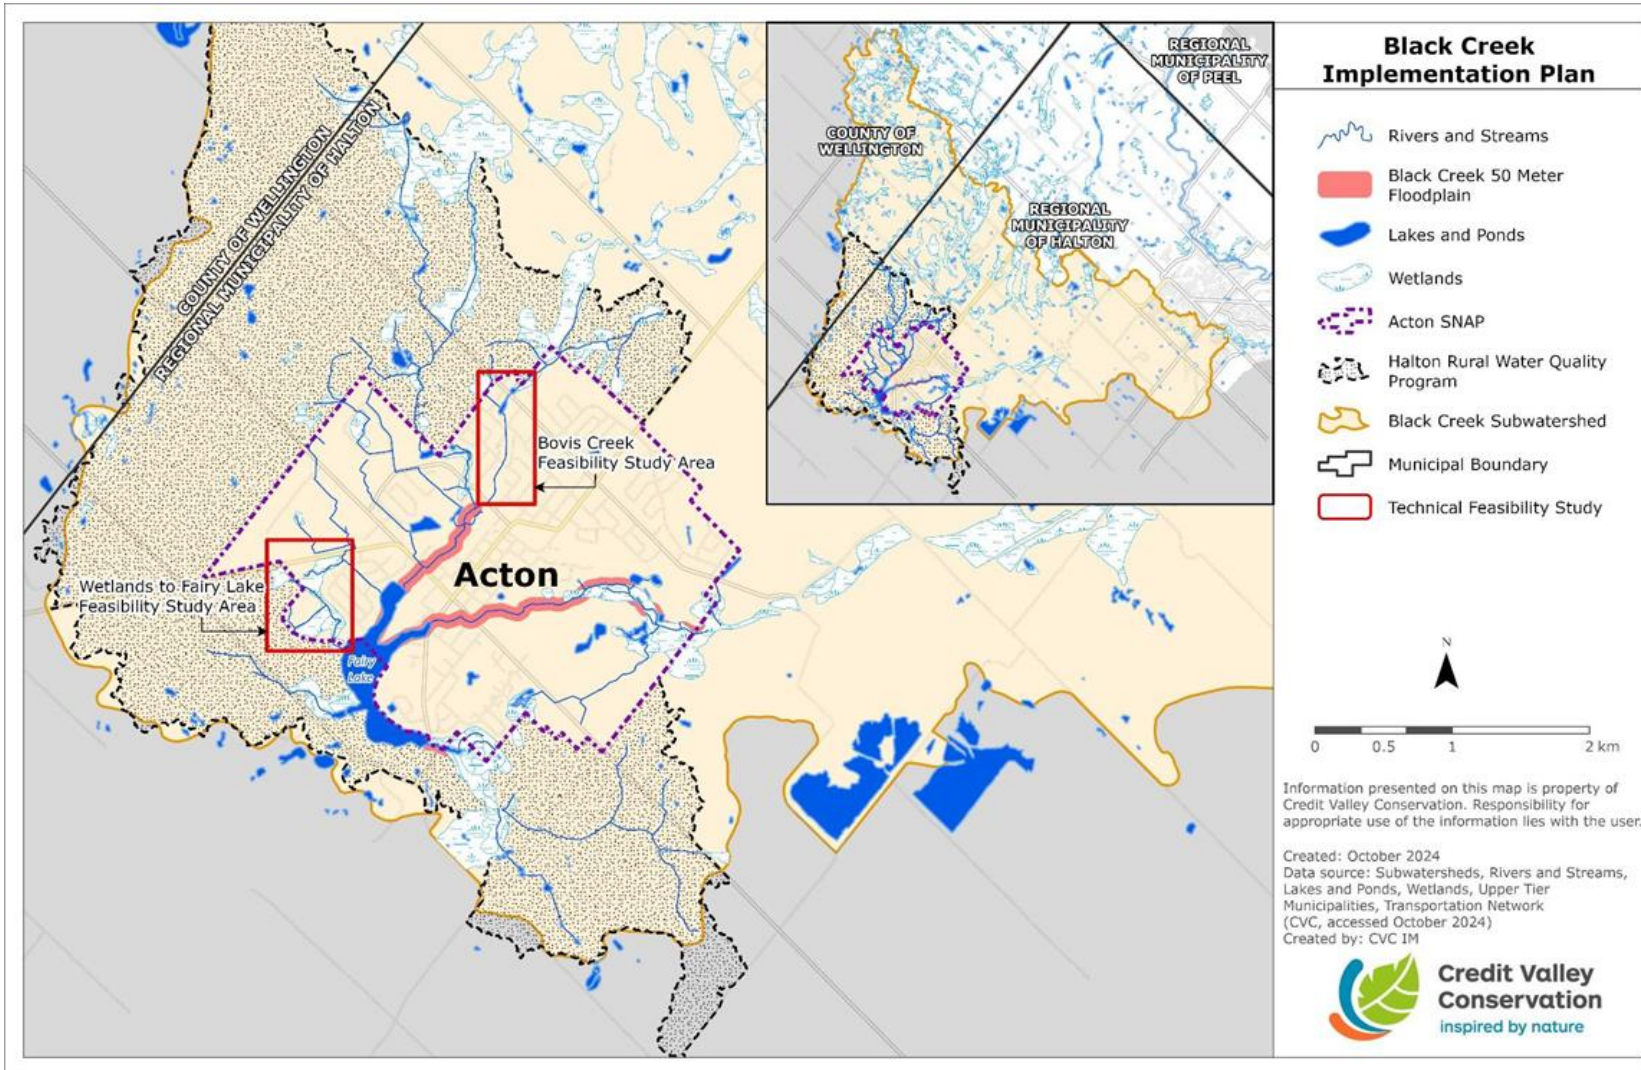 Black Creek
Implementation Plan
Rivers and Streams
Black Creek 50 Meter
Floodplain
Lakes and Ponds
Wetlands
Acton SNAP
Halton Rural Water Quality
Program
Black Creek Subwatershed
Municipal Boundary
Technical Feasibility Study
N
0 0.5 1 2 km
Information presented on this map is property of
Credit Valley Conservation. Responsibility for
appropriate use of the information lies with the user.
Created: October 2024
Data source: Subwatersheds, Rivers and Streams,
Lakes and Ponds, Wetlands, Upper Tier
Municipalities, Transportation Network
(CVC, accessed October 2024)
Created by: CVC IM
Credit Valley
Conservation
inspired by nature
COUNTY OF WELLINGTON
REGIONAL MUNICIPALITY OF HALTON
Bovis Creek
Feasibility Study Area
Acton
Wetlands to Fairy Lake
Feasibility Study Area
Fairy
Lake
REGIONAL
MUNICIPALITY
OF PEEL
COUNTY OF
WELLINGTON
REGIONAL
MUNICIPALITY
OF HALTON